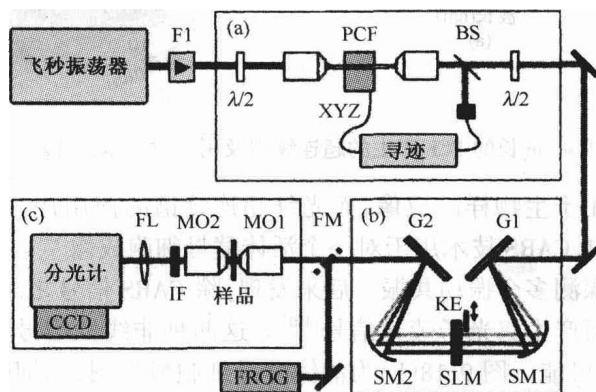 (a)
F1
PCF
BS
飞秒振荡器
λ/2
XYZ
λ/2
寻迹
(c)
FL
MO2
MO1
FM
(b)
G2
G1
分光计
CCD
IF
样品
KE
FROG
SM2
SLM
SM1